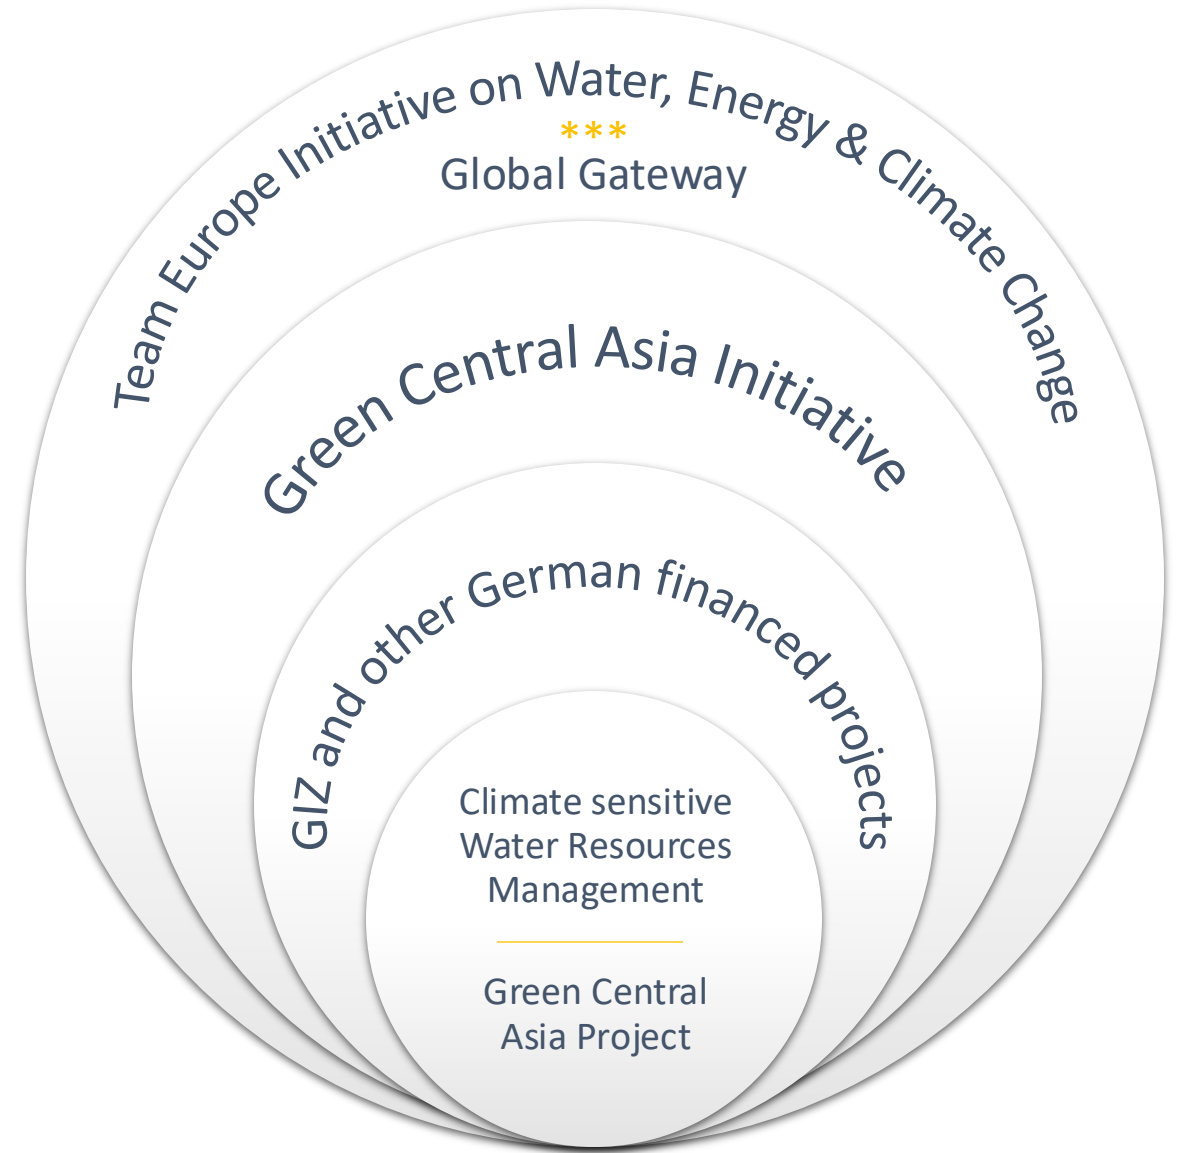 Team Europe Initiative on Water, Energy & Climate Change
***
Global Gateway
Green Central Asia Initiative
GIZ and other German financed projects
Climate sensitive
Water Resources
Management
Green Central
Asia Project